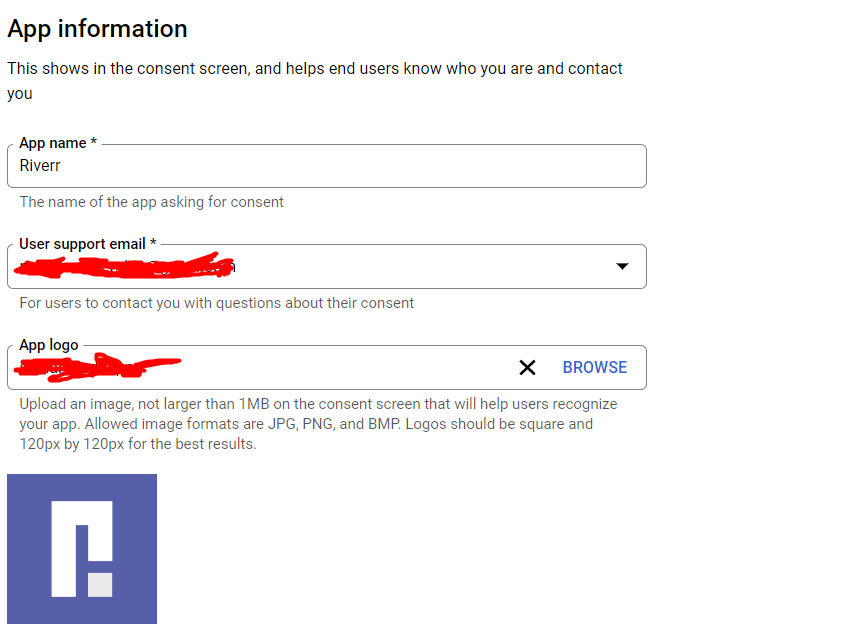 App information
This shows in the consent screen, and helps end users know who you are and contact
you
App name *
Riverr
The name of the app asking for consent
User support email *
For users to contact you with questions about their consent
App logo
BROWSE
Upload an image, not larger than 1MB on the consent screen that will help users recognize
your app. Allowed image formats are JPG, PNG, and BMP. Logos should be square and
120px by 120px for the best results.